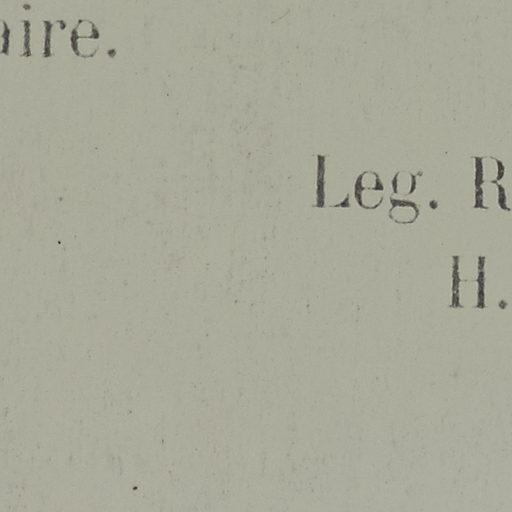 aire.
Leg. R
H.